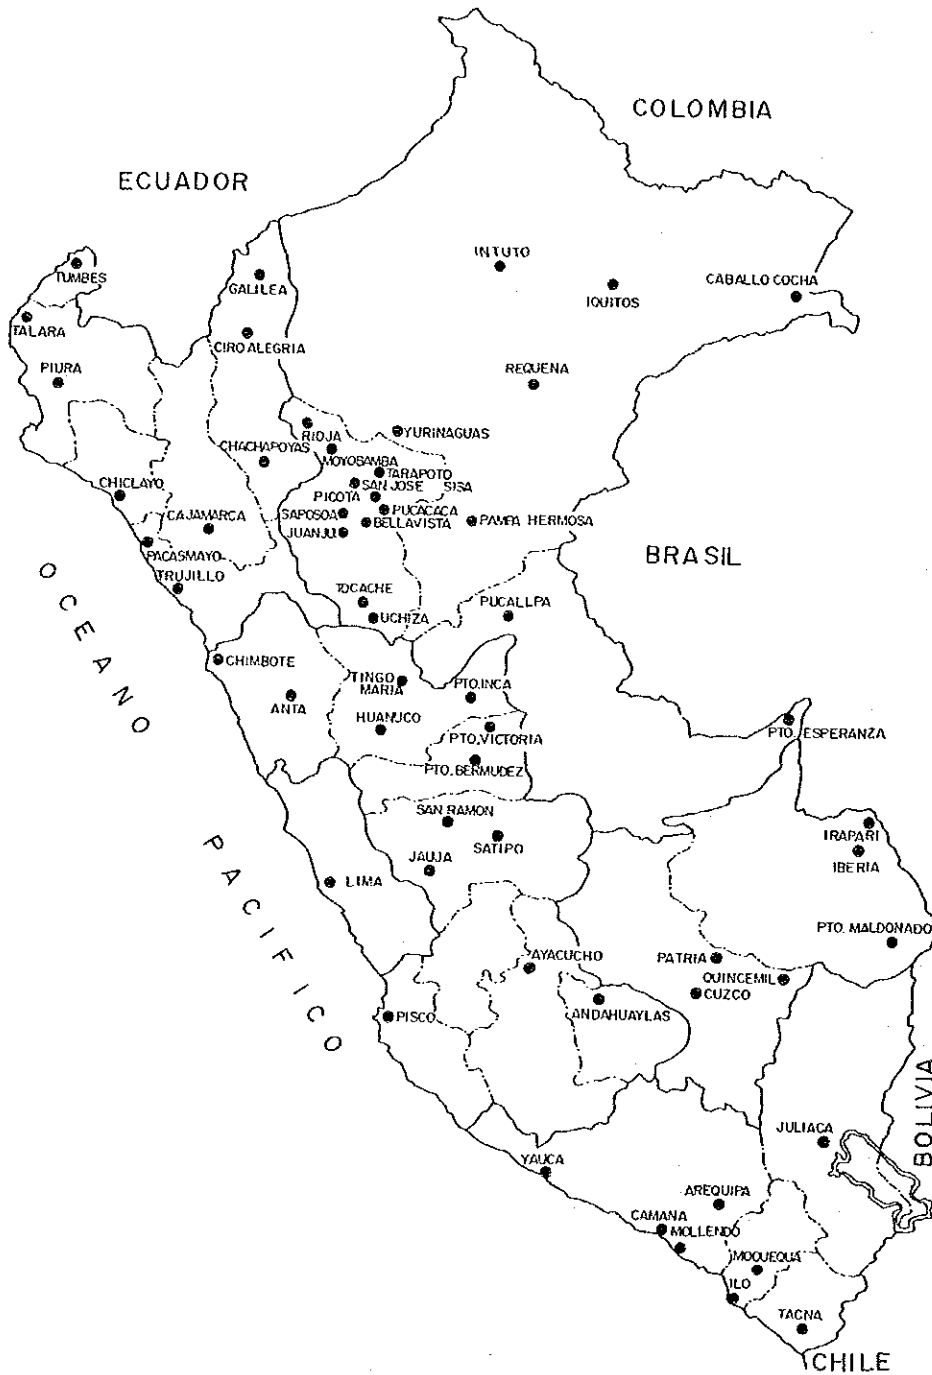 COLOMBIA
ECUADOR
INTUTO
TUMBES
GALILEA
CABALLO COCHA
IQUITOS
TALARA
CIRO ALEGRIA
PIURA
REQUENA
RIOJA
YURINAGUAS
CHACHAPOYAS
MOYOBAMBA
TARAPOTO
CHICLAYO
SAN JOSE SISA
PICOTA
CAJAMARCA
SAPOSOA
PUCACACA
BELLAVISTA
PAMPA HERMOSA
JUANJUI
PACASMAYO
BRASIL
TRUJILLO
TOCACHE
PUCALLPA
UCHIZA
CHIMBOTE
TINGO
MARIA
PTO. INCA
ANTA
HUANUCO
PTO. VICTORIA
PTO. ESPERANZA
PTO. BERMUDEZ
OCEANO PACIFICO
SAN RAMON
SATIPO
IRAPARI
JAUJA
IBERIA
LIMA
PTO. MALDONADO
AYACUCHO
PATRIA
QUINCEMIL
CUZCO
ANDAHUAYLAS
PISCO
BOLIVIA
JULIACA
YAUCA
AREQUIPA
CAMANA
MOLLENDO
MOQUEQUA
ILO
TACNA
CHILE